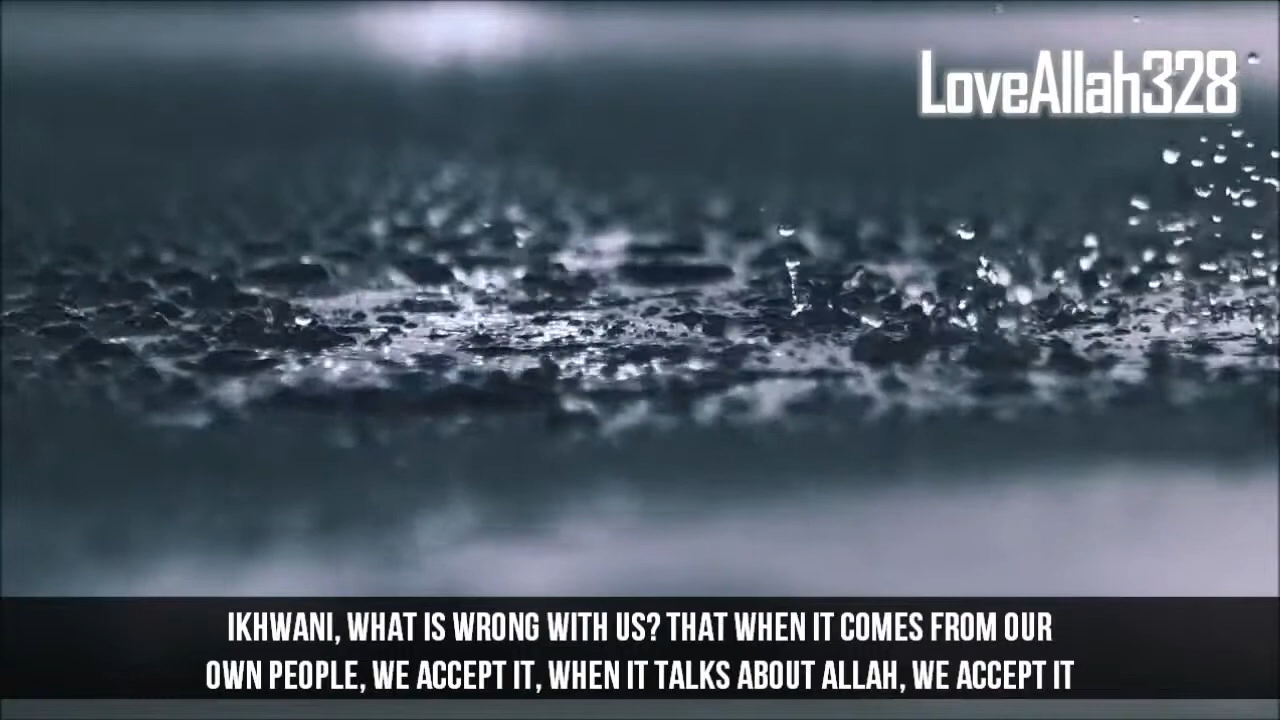 LoveAllah328
IKHWANI, WHAT IS WRONG WITH US? THAT WHEN IT COMES FROM OUR
OWN PEOPLE, WE ACCEPT IT, WHEN IT TALKS ABOUT ALLAH, WE ACCEPT IT